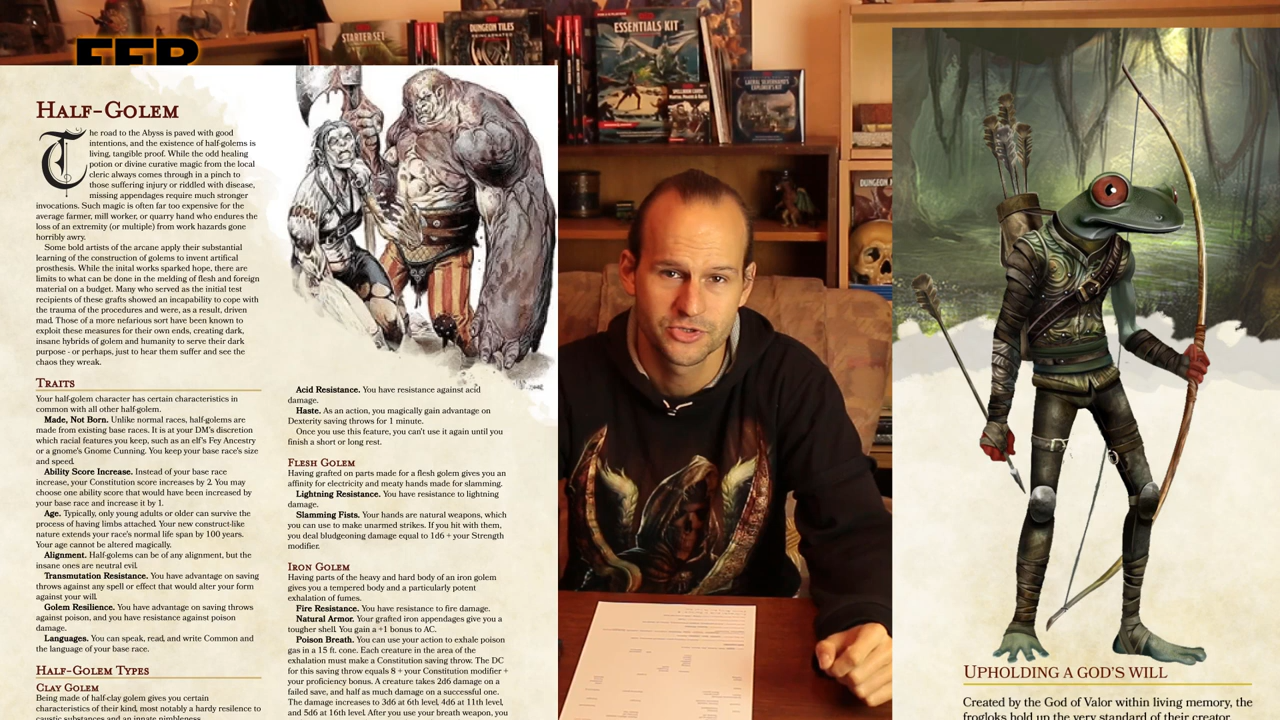 EFR
STARTER SET
DUNGEON TILES
REINCARNATED
ESSENTIALS KIT
SPELLBOOK CARDS
DUNGEON M
HALF-GOLEM
The road to the Abyss is paved with good
intentions, and the existence of half-golems is
living, tangible proof. While the odd healing
potion or divine curative magic from the local
cleric always comes through in a pinch to
those suffering injury or riddled with disease,
missing appendages require much stronger
invocations. Such magic is often far too expensive for the
average farmer, mill worker, or quarry hand who endures the
loss of an extremity (or multiple) from work hazards gone
horribly awry.
Some bold artists of the arcane apply their substantial
learning of the construction of golems to invent artifical
prosthesis. While the inital works sparked hope, there are
limits to what can be done in the melding of flesh and foreign
material on a budget. Many who served as the initial test
recipients of these grafts showed an incapability to cope with
the trauma of the procedures and were, as a result, driven
mad. Those of a more nefarious sort have been known to
exploit these measures for their own ends, creating dark,
insane hybrids of golem and humanity to serve their dark
purpose - or perhaps, just to hear them suffer and see the
chaos they wreak.
TRAITS
Your half-golem character has certain characteristics in
common with all other half-golem.
Made, Not Born. Unlike normal races, half-golems are
made from existing base races. It is at your DM's discretion
which racial features you keep, such as an elf's Fey Ancestry
or a gnome's Gnome Cunning. You keep your base race's size
and speed.
Ability Score Increase. Instead of your base race
increase, your Constitution score increases by 2. You may
choose one ability score that would have been increased by
your base race and increase it by 1.
Age. Typically, only young adults or older can survive the
process of having limbs attached. Your new construct-like
nature extends your race's normal life span by 100 years.
Your age cannot be altered magically.
Alignment. Half-golems can be of any alignment, but the
insane ones are neutral evil.
Transmutation Resistance. You have advantage on saving
throws against any spell or effect that would alter your form
against your will.
Golem Resilience. You have advantage on saving throws
against poison, and you have resistance against poison
damage.
Languages. You can speak, read, and write Common and
the language of your base race.
HALF-GOLEM TYPES
CLAY GOLEM
Being made of half-clay golem gives you certain
characteristics of their kind, most notably a hardy resilence to
caustic substances and an innate nimbleness.
Acid Resistance. You have resistance against acid
damage.
Haste. As an action, you magically gain advantage on
Dexterity saving throws for 1 minute.
Once you use this feature, you can't use it again until you
finish a short or long rest.
FLESH GOLEM
Having grafted on parts made for a flesh golem gives you an
affinity for electricity and meaty hands made for slamming.
Lightning Resistance. You have resistance to lightning
damage.
Slamming Fists. Your hands are natural weapons, which
you can use to make unarmed strikes. If you hit with them,
you deal bludgeoning damage equal to 1d6 + your Strength
modifier.
IRON GOLEM
Having parts of the heavy and hard body of an iron golem
gives you a tempered body and a particularly potent
exhalation of fumes.
Fire Resistance. You have resistance to fire damage.
Natural Armor. Your grafted iron appendages give you a
tougher shell. You gain a +1 bonus to AC.
Poison Breath. You can use your action to exhale poison
gas in a 15 ft. cone. Each creature in the area of the
exhalation must make a Constitution saving throw. The DC
for this saving throw equals 8 + your Constitution modifier +
your proficiency bonus. A creature takes 2d6 damage on a
failed save, and half as much damage on a successful one.
The damage increases to 3d6 at 6th level, 4d6 at 11th level,
and 5d6 at 16th level. After you use your breath weapon, you
UPHOLDING A GOD'S WILL
Created by the God of Valor within living memory, the
frogloks hold up the very standard of their creator